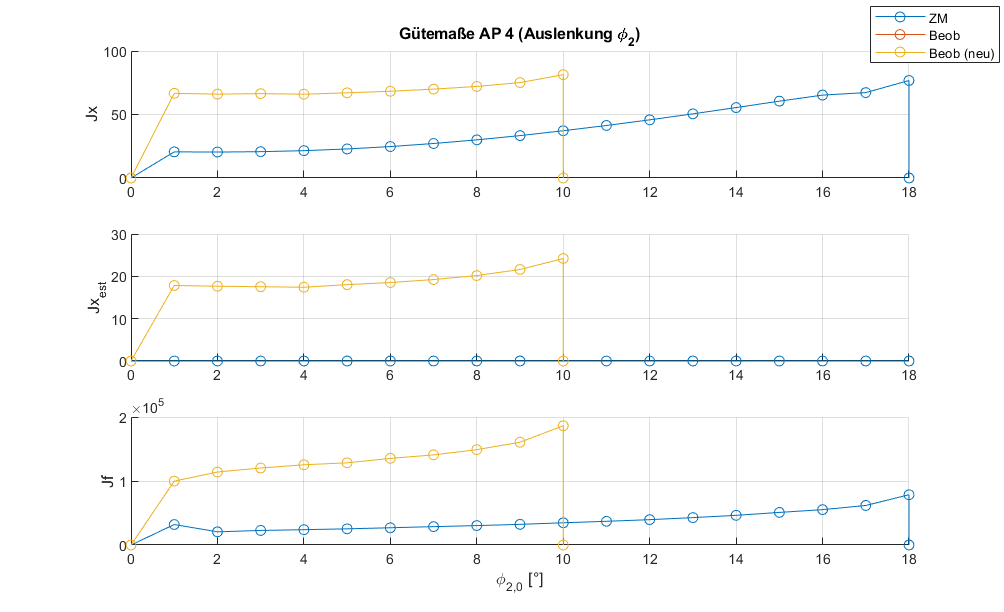 Gütemaße AP 4 (Auslenkung ϕ2)
ZM
Beob
Beob (neu)
Jx
100
50
0
0 2 4 6 8 10 12 14 16 18
Jxest
30
20
10
0
0 2 4 6 8 10 12 14 16 18
×10^5
Jf
2
1
0
0 2 4 6 8 10 12 14 16 18
ϕ2,0 [°]